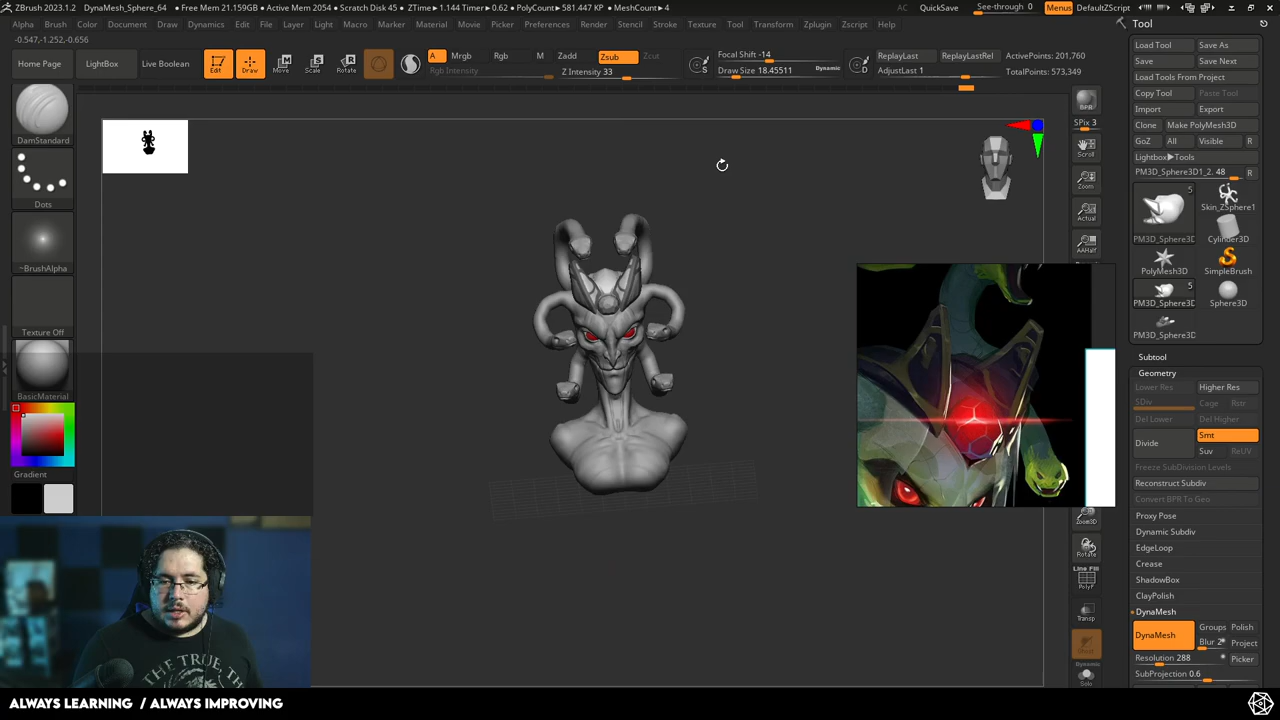 ZBrush 2023.1.2 DynaMesh_Sphere_64 • Free Mem 21.159GB • Active Mem 2054 • Scratch Disk 45 • ZTime▸1.144 Timer▸0.62 • PolyCount▸581.447 KP • MeshCount▸4 AC QuickSave See-through 0 Menus DefaultZScript
Alpha Brush Color Document Draw Dynamics Edit File Layer Light Macro Marker Material Movie Picker Preferences Render Stencil Stroke Texture Tool Transform Zplugin Zscript Help
-0.547,-1.252,-0.656
Home Page LightBox Live Boolean Edit Draw Move Scale Rotate A Mrgb Rgb M Zadd Zsub Zcut
Rgb Intensity Z Intensity 33
Focal Shift -14
Draw Size 18.45511 Dynamic
ReplayLast ReplayLastRel ActivePoints: 201,760
AdjustLast 1 TotalPoints: 573,349
DamStandard
Dots
~BrushAlpha
Texture Off
BasicMaterial
Gradient
BPR
SPix 3
Scroll
Zoom
Actual
AAHalf
Zoom3D
Rotate
Line Fill
PolyF
Transp
Dynamic
Solo
Tool
Load Tool Save As
Save Save Next
Load Tools From Project
Copy Tool Paste Tool
Import Export
Clone Make PolyMesh3D
GoZ All Visible R
Lightbox▸Tools
PM3D_Sphere3D1_2. 48 R
5
PM3D_Sphere3D Skin_ZSphere1
Cylinder3D
PolyMesh3D SimpleBrush
5
PM3D_Sphere3D Sphere3D
PM3D_Sphere3D
Subtool
Geometry
Lower Res Higher Res
SDiv Cage Rstr
Del Lower Del Higher
Divide Smt
Suv ReUV
Freeze SubDivision Levels
Reconstruct Subdiv
Convert BPR To Geo
Proxy Pose
Dynamic Subdiv
EdgeLoop
Crease
ShadowBox
ClayPolish
DynaMesh
DynaMesh Groups Polish
Blur 2 Project
Resolution 288 Picker
SubProjection 0.6
THE TRUE
ALWAYS LEARNING / ALWAYS IMPROVING